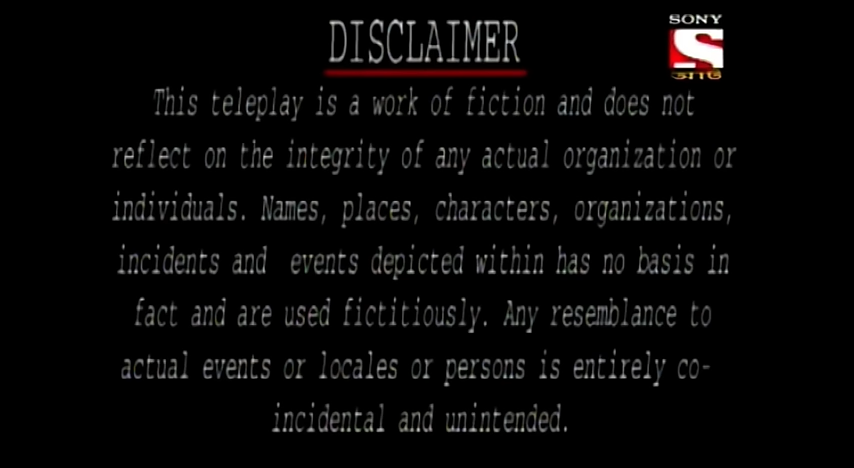 DISCLAIMER
SONY
আট
This teleplay is a work of fiction and does not
reflect on the integrity of any actual organization or
individuals. Names, places, characters, organizations,
incidents and events depicted within has no basis in
fact and are used fictitiously. Any resemblance to
actual events or locales or persons is entirely co-
incidental and unintended.